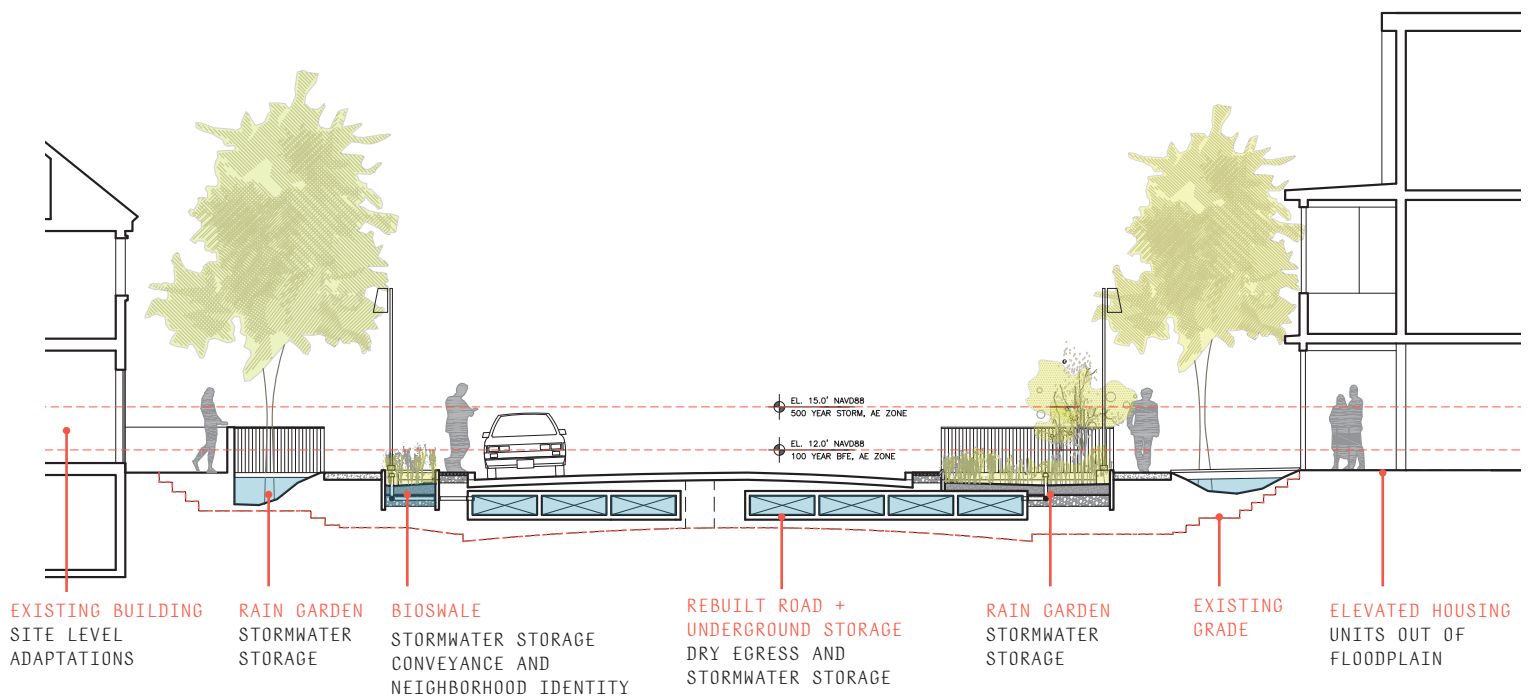 EL. 15.0' NAVD88
500 YEAR STORM, AE ZONE
EL. 12.0' NAVD88
100 YEAR BFE, AE ZONE
EXISTING BUILDING
SITE LEVEL
ADAPTATIONS
RAIN GARDEN
STORMWATER
STORAGE
BIOSWALE
STORMWATER STORAGE
CONVEYANCE AND
NEIGHBORHOOD IDENTITY
REBUILT ROAD +
UNDERGROUND STORAGE
DRY EGRESS AND
STORMWATER STORAGE
RAIN GARDEN
STORMWATER
STORAGE
EXISTING
GRADE
ELEVATED HOUSING
UNITS OUT OF
FLOODPLAIN